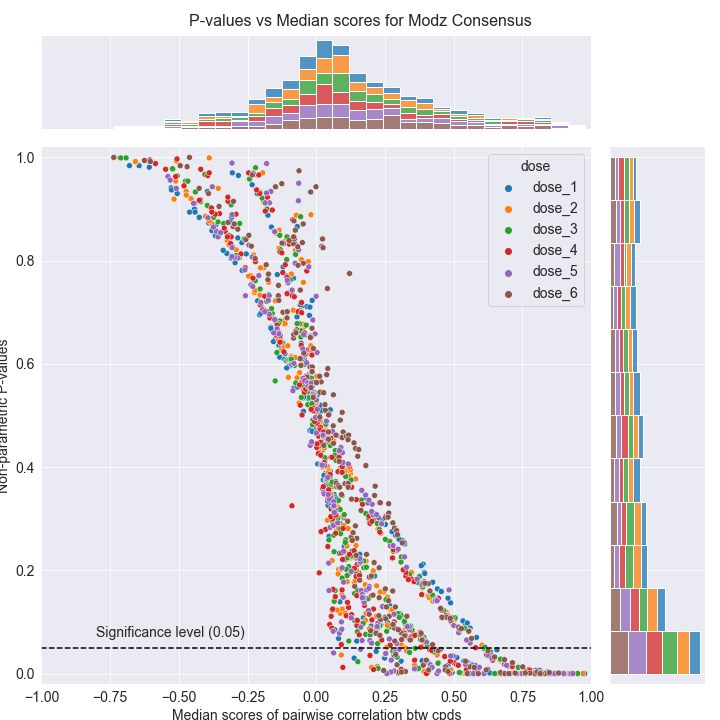 P-values vs Median scores for Modz Consensus
dose
dose_1
dose_2
dose_3
dose_4
dose_5
dose_6
1.0
0.8
0.6
0.4
0.2
0.0
Non-parametric P-values
Significance level (0.05)
−1.00 −0.75 −0.50 −0.25 0.00 0.25 0.50 0.75 1.00
Median scores of pairwise correlation btw cpds